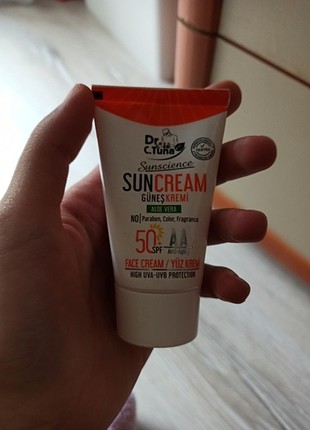 Dr.
C.Tuna
Sunscience
SUNCREAM
GÜNEŞ KREMİ
ALOE VERA
NO Paraben, Color, Fragrance
50+
SPF
FACE CREAM / YÜZ KREMİ
HIGH UVA-UVB PROTECTION